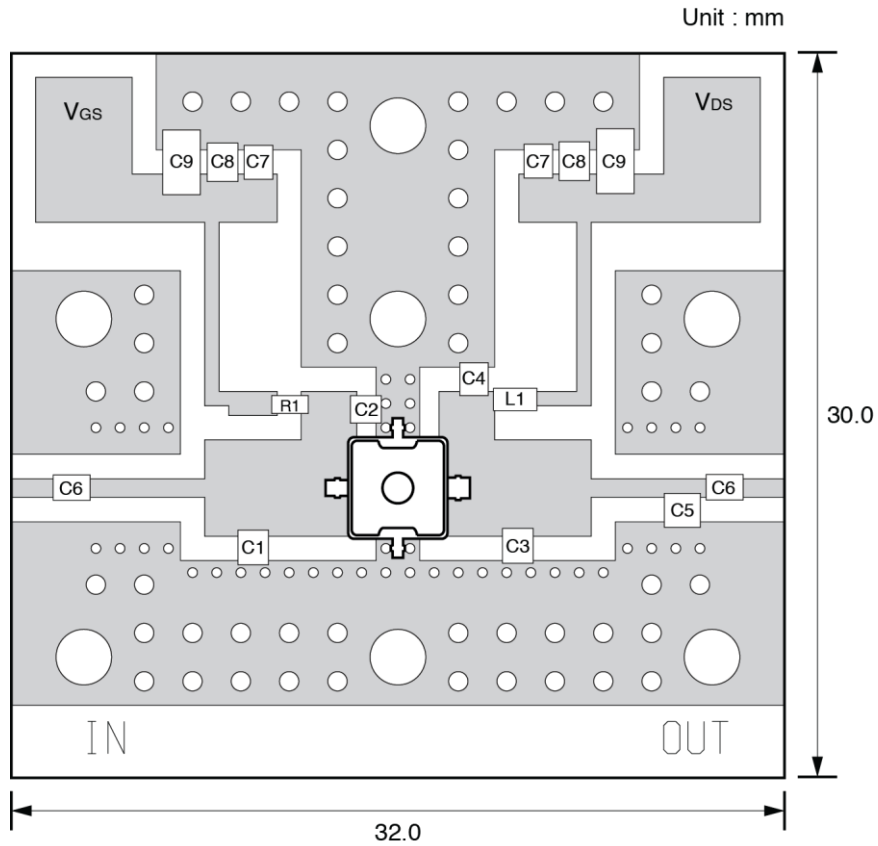 Unit : mm
VGS
VDS
C9 C8 C7
C7 C8 C9
C4
R1
C2
L1
C6
C6
C5
C1
C3
30.0
IN
OUT
32.0